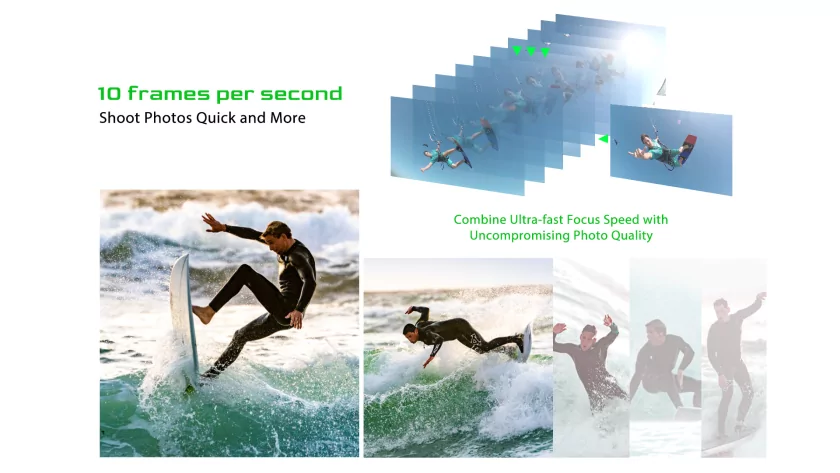 10 frames per second
Shoot Photos Quick and More
Combine Ultra-fast Focus Speed with
Uncompromising Photo Quality